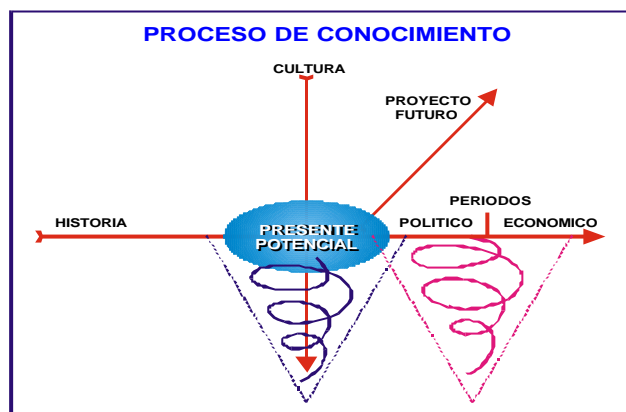 PROCESO DE CONOCIMIENTO
CULTURA
PROYECTO
FUTURO
PERIODOS
HISTORIA
POLITICO
ECONOMICO
PRESENTE
POTENCIAL